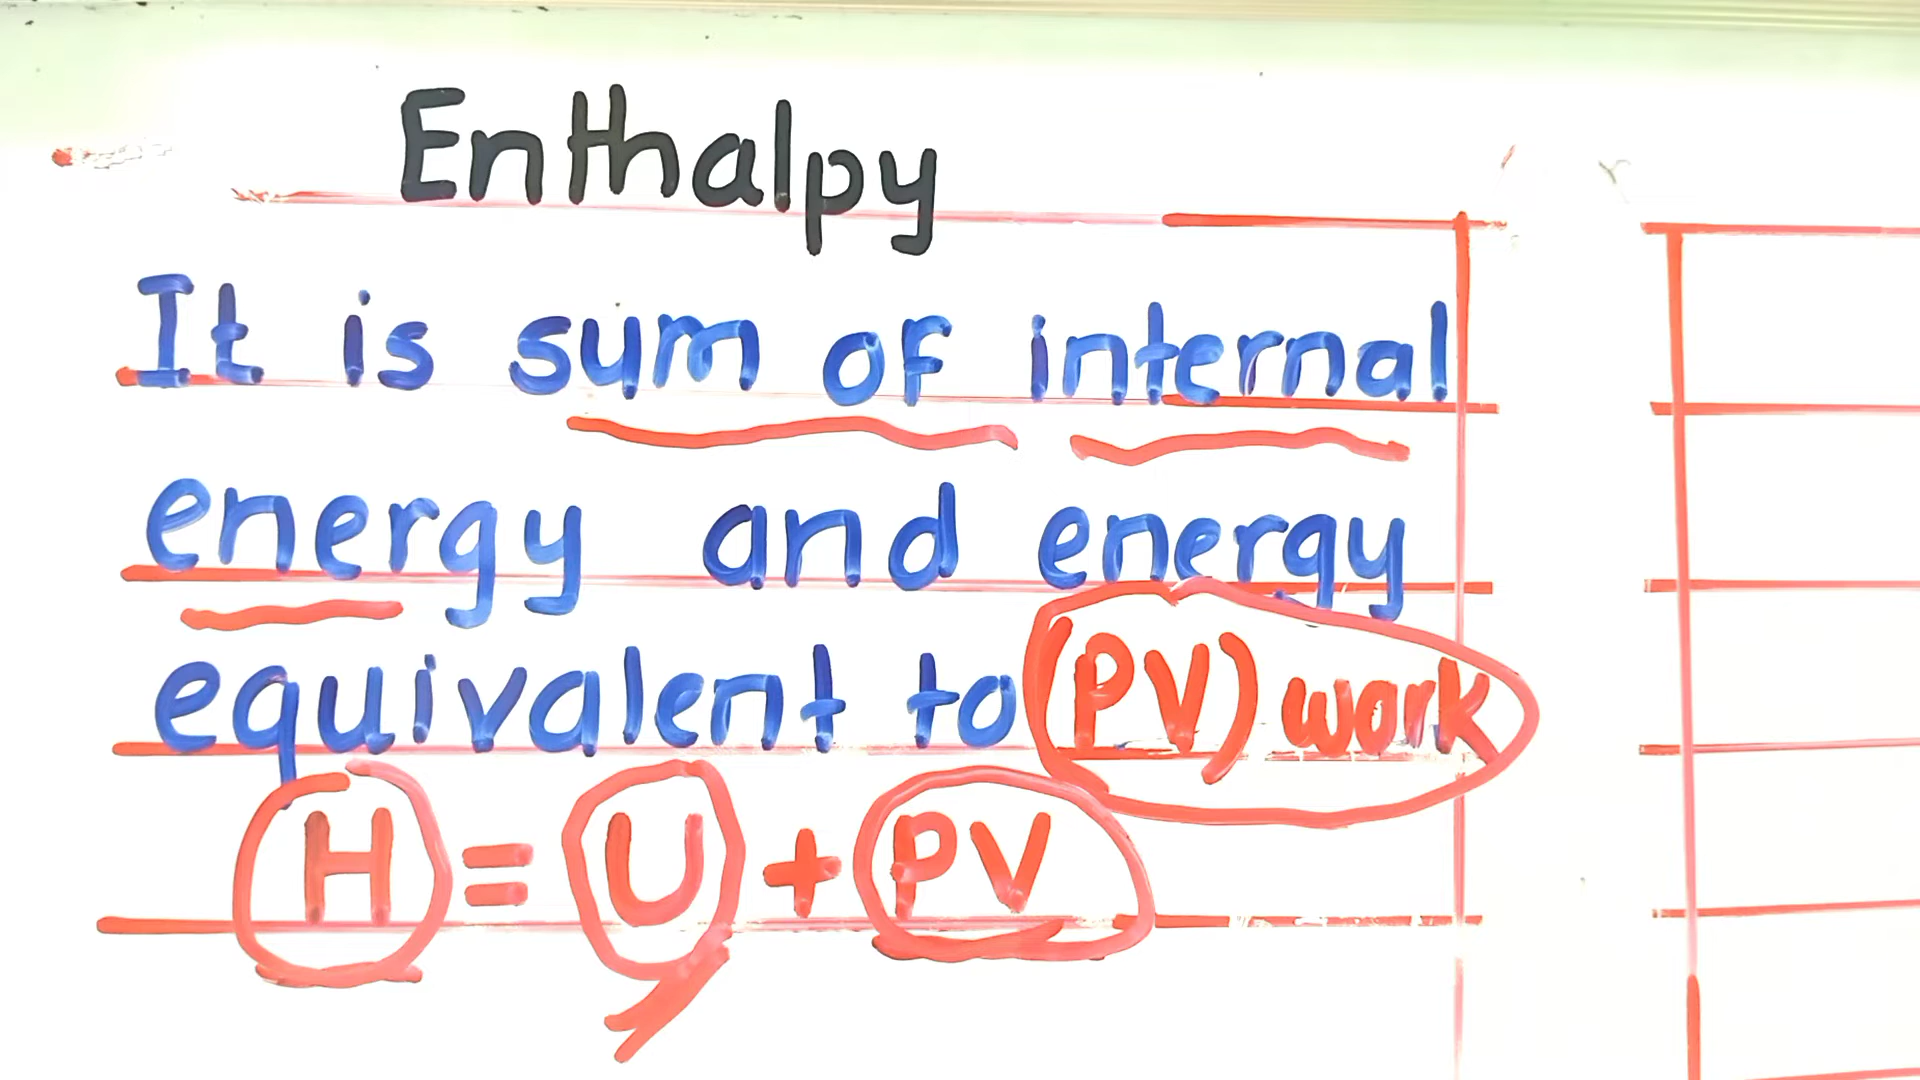 Enthalpy
It is sum of internal
energy and energy
equivalent to (PV) work
H = U + PV